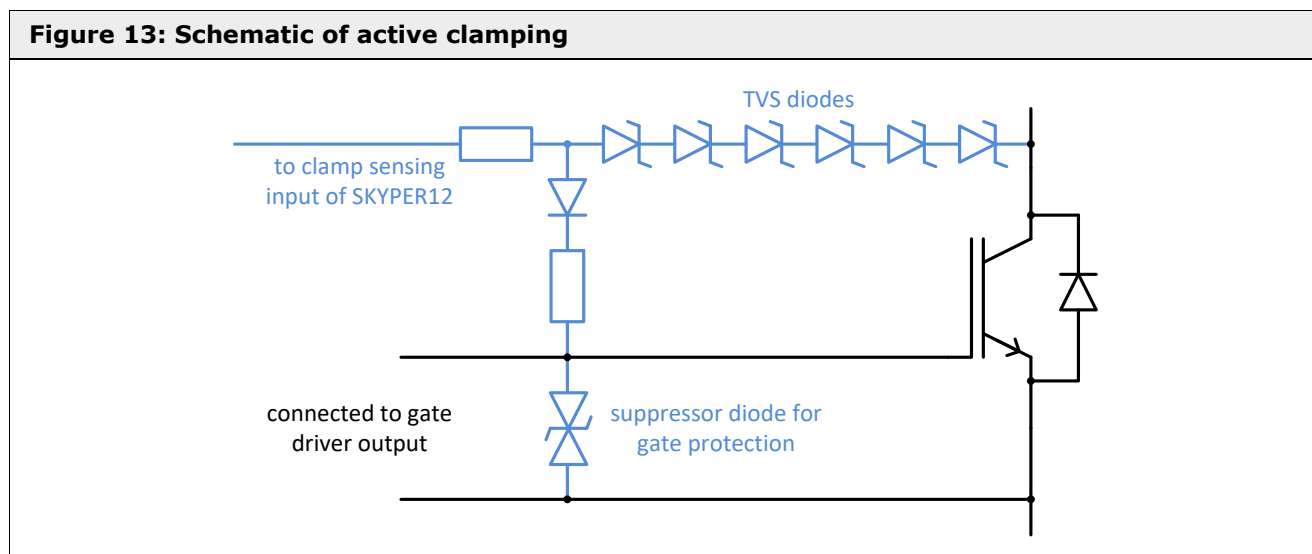 Figure 13: Schematic of active clamping
TVS diodes
to clamp sensing
input of SKYPER12
connected to gate
driver output
suppressor diode for
gate protection